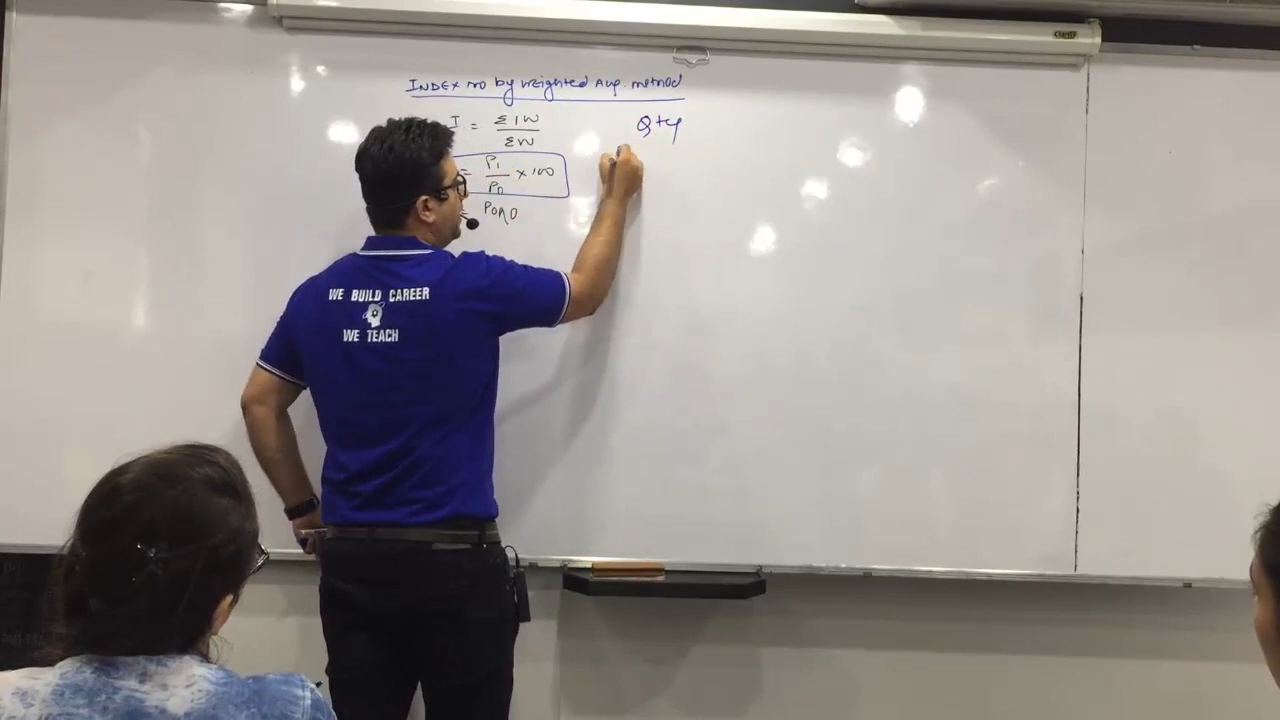 INDEX no by weighted Avg. method
I = ΣIW / ΣW
Qty
= P1 / P0 × 100
= P0q0
WE BUILD CAREER
WE TEACH